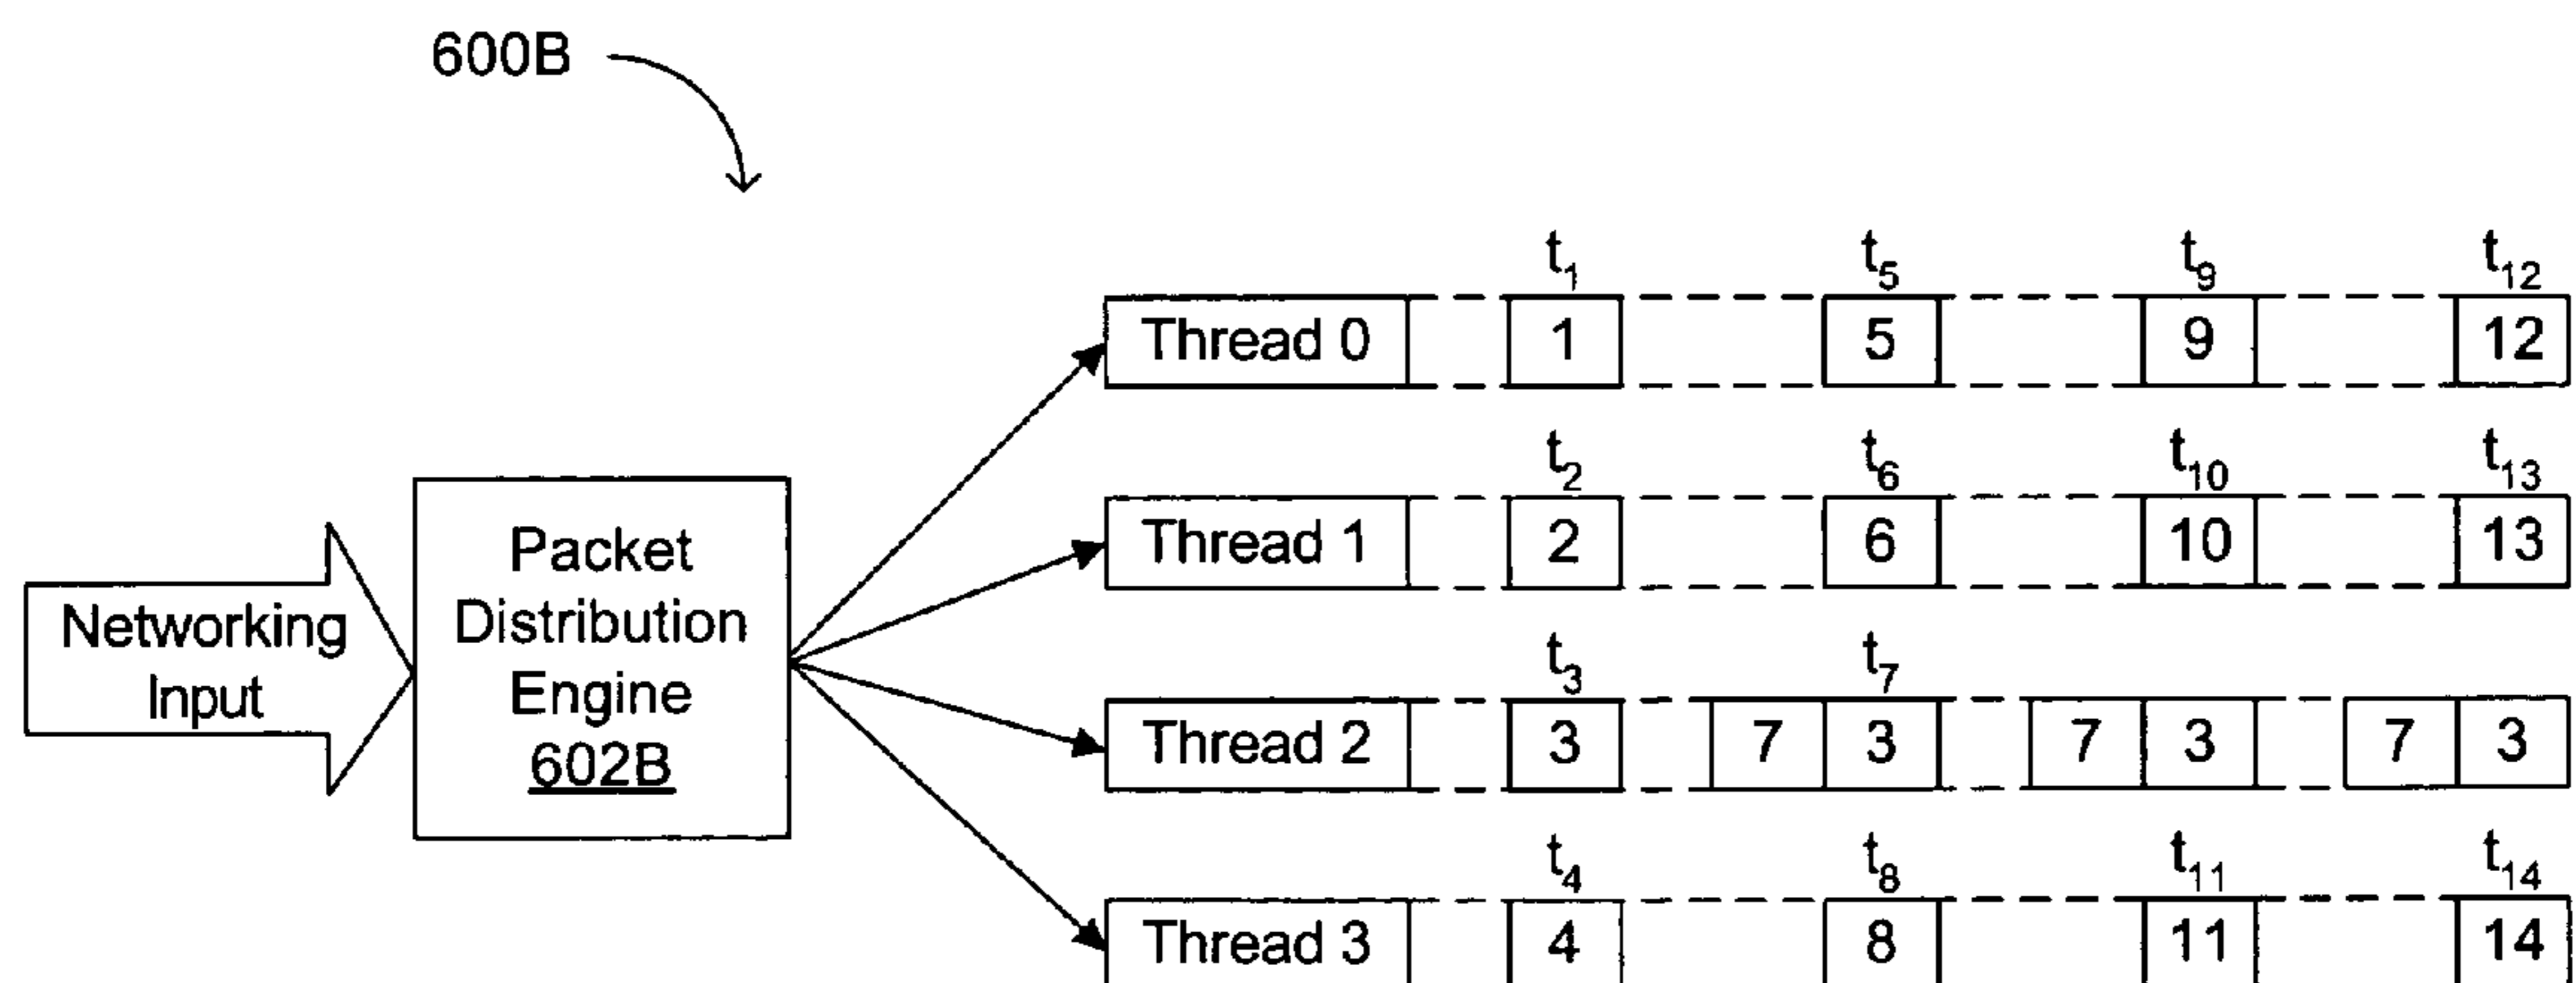 600B
t1 t5 t9 t12
Thread 0 1 5 9 12
t2 t6 t10 t13
Thread 1 2 6 10 13
Packet
Distribution
Engine
602B
Networking
Input
t3 t7
Thread 2 3 7 3 7 3 7 3
t4 t8 t11 t14
Thread 3 4 8 11 14